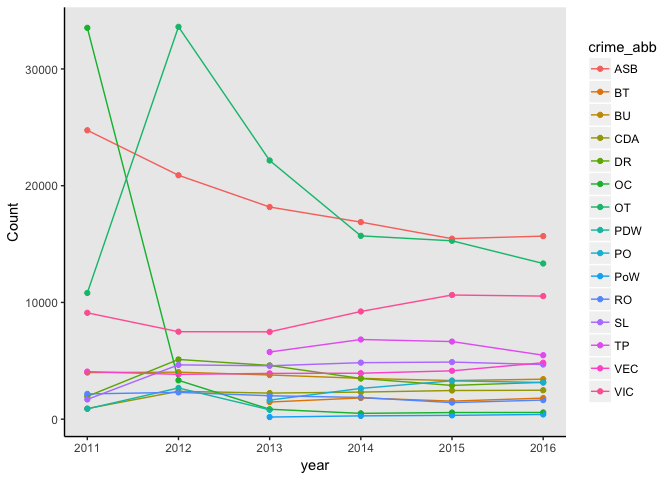 crime_abb
ASB
BT
BU
CDA
DR
OC
OT
PDW
PO
PoW
RO
SL
TP
VEC
VIC
30000
20000
10000
0
Count
2011 2012 2013 2014 2015 2016
year